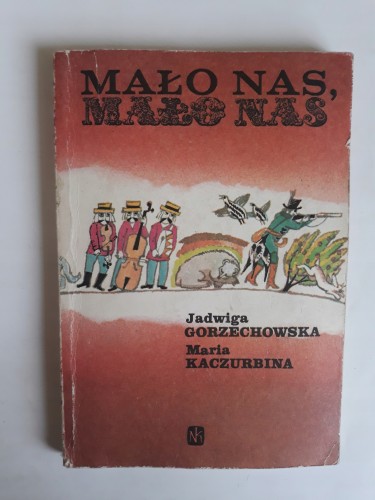 MAŁO NAS,
MAŁO NAS
Jadwiga
GORZECHOWSKA
Maria
KACZURBINA